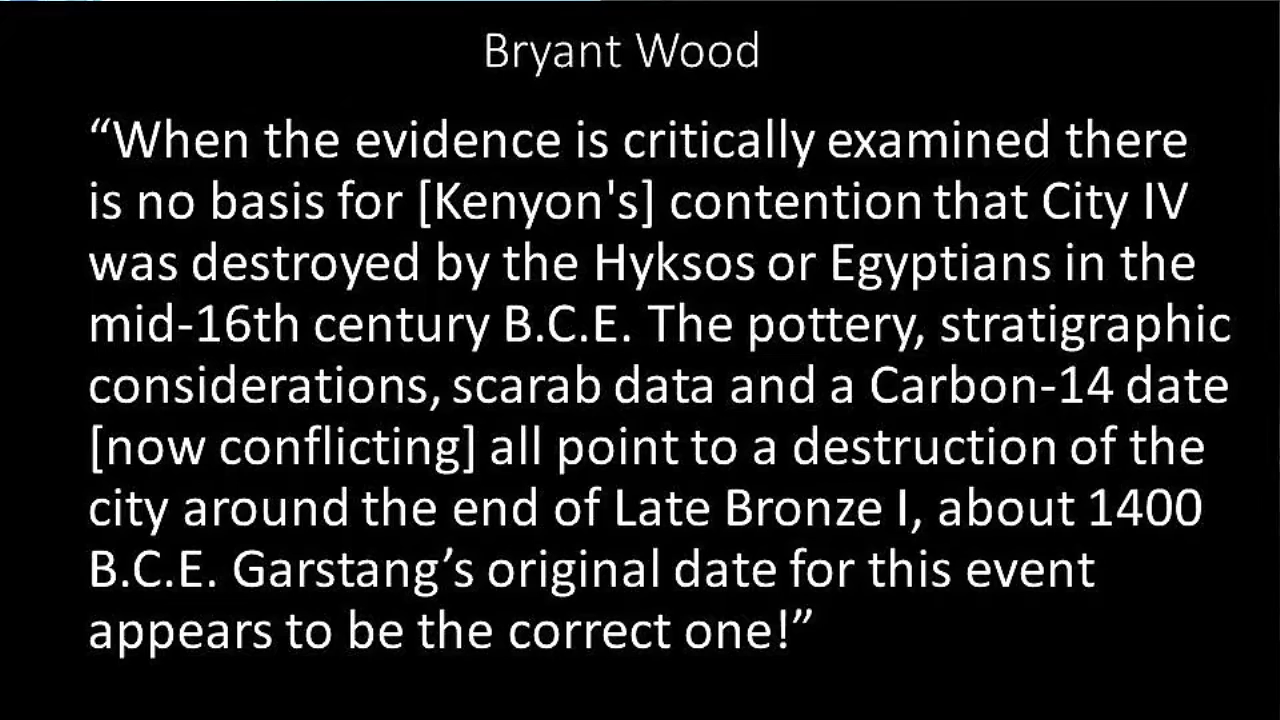 Bryant Wood
“When the evidence is critically examined there
is no basis for [Kenyon's] contention that City IV
was destroyed by the Hyksos or Egyptians in the
mid-16th century B.C.E. The pottery, stratigraphic
considerations, scarab data and a Carbon-14 date
[now conflicting] all point to a destruction of the
city around the end of Late Bronze I, about 1400
B.C.E. Garstang’s original date for this event
appears to be the correct one!”